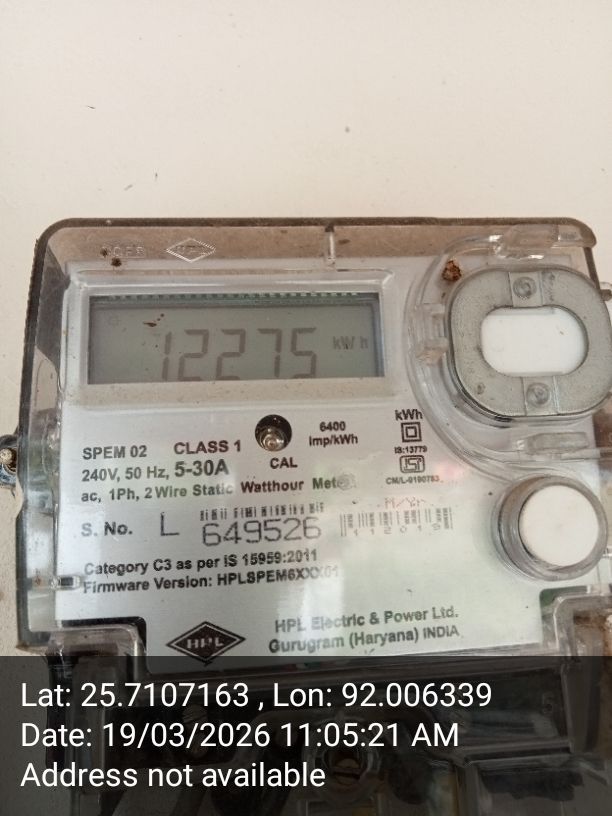 12275 kWh
6400
imp/kWh
kWh
IS:13779
CM/L-9190783
SPEM 02 CLASS 1
240V, 50 Hz, 5-30A
CAL
ac, 1Ph, 2 Wire Static Watthour Meter
S. No. L 649526
Category C3 as per IS 15959:2011
Firmware Version: HPLSPEM6XXX01
HPL
HPL Electric & Power Ltd.
Gurugram (Haryana) INDIA
Lat: 25.7107163 , Lon: 92.006339
Date: 19/03/2026 11:05:21 AM
Address not available